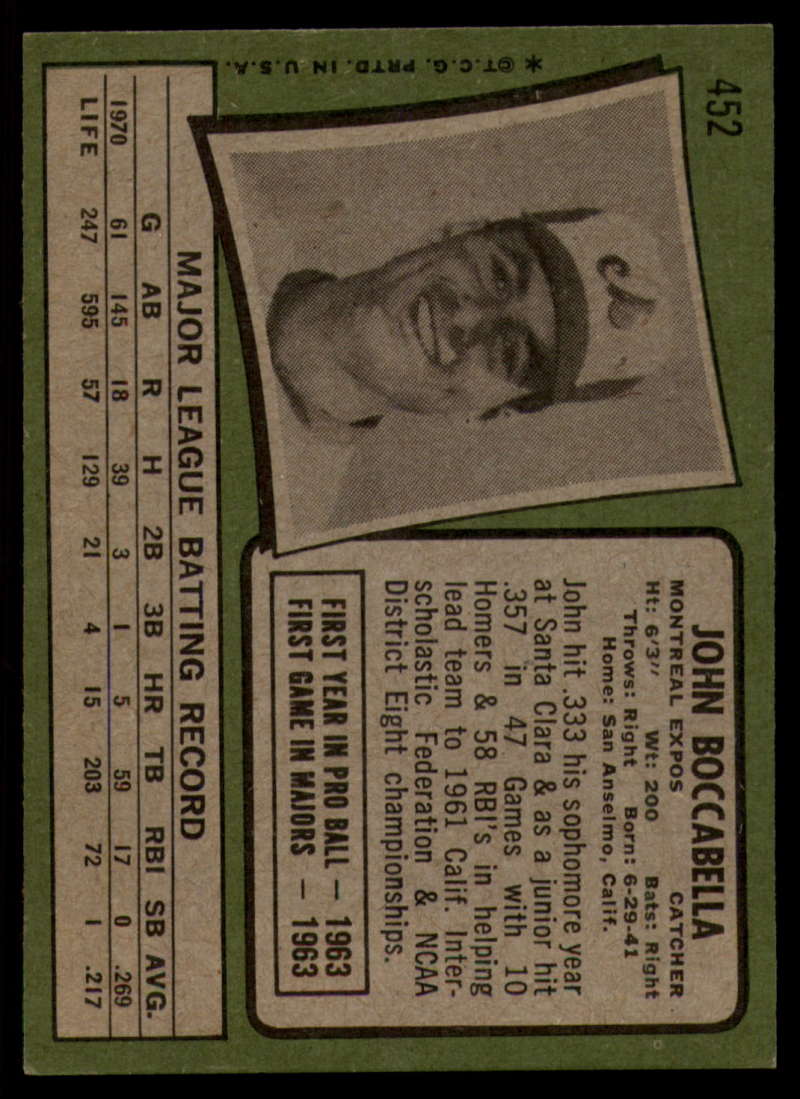 452
JOHN BOCCABELLA
MONTREAL EXPOS CATCHER
Ht: 6'3" Wt: 200 Bats: Right
Throws: Right Born: 6-29-41
Home: San Anselmo, Calif.
John hit .333 his sophomore year
at Santa Clara & as a junior hit
.357 in 47 Games with 10
Homers & 58 RBI's in helping
lead team to 1961 Calif. Inter-
scholastic Federation & NCAA
District Eight championships.
FIRST YEAR IN PRO BALL — 1963
FIRST GAME IN MAJORS — 1963
MAJOR LEAGUE BATTING RECORD
G AB R H 2B 3B HR TB RBI SB AVG.
1970 61 145 18 39 3 1 5 59 17 0 .269
LIFE 247 595 57 129 21 4 15 203 72 1 .217
* ©T.C.G. PRTD. IN U.S.A.